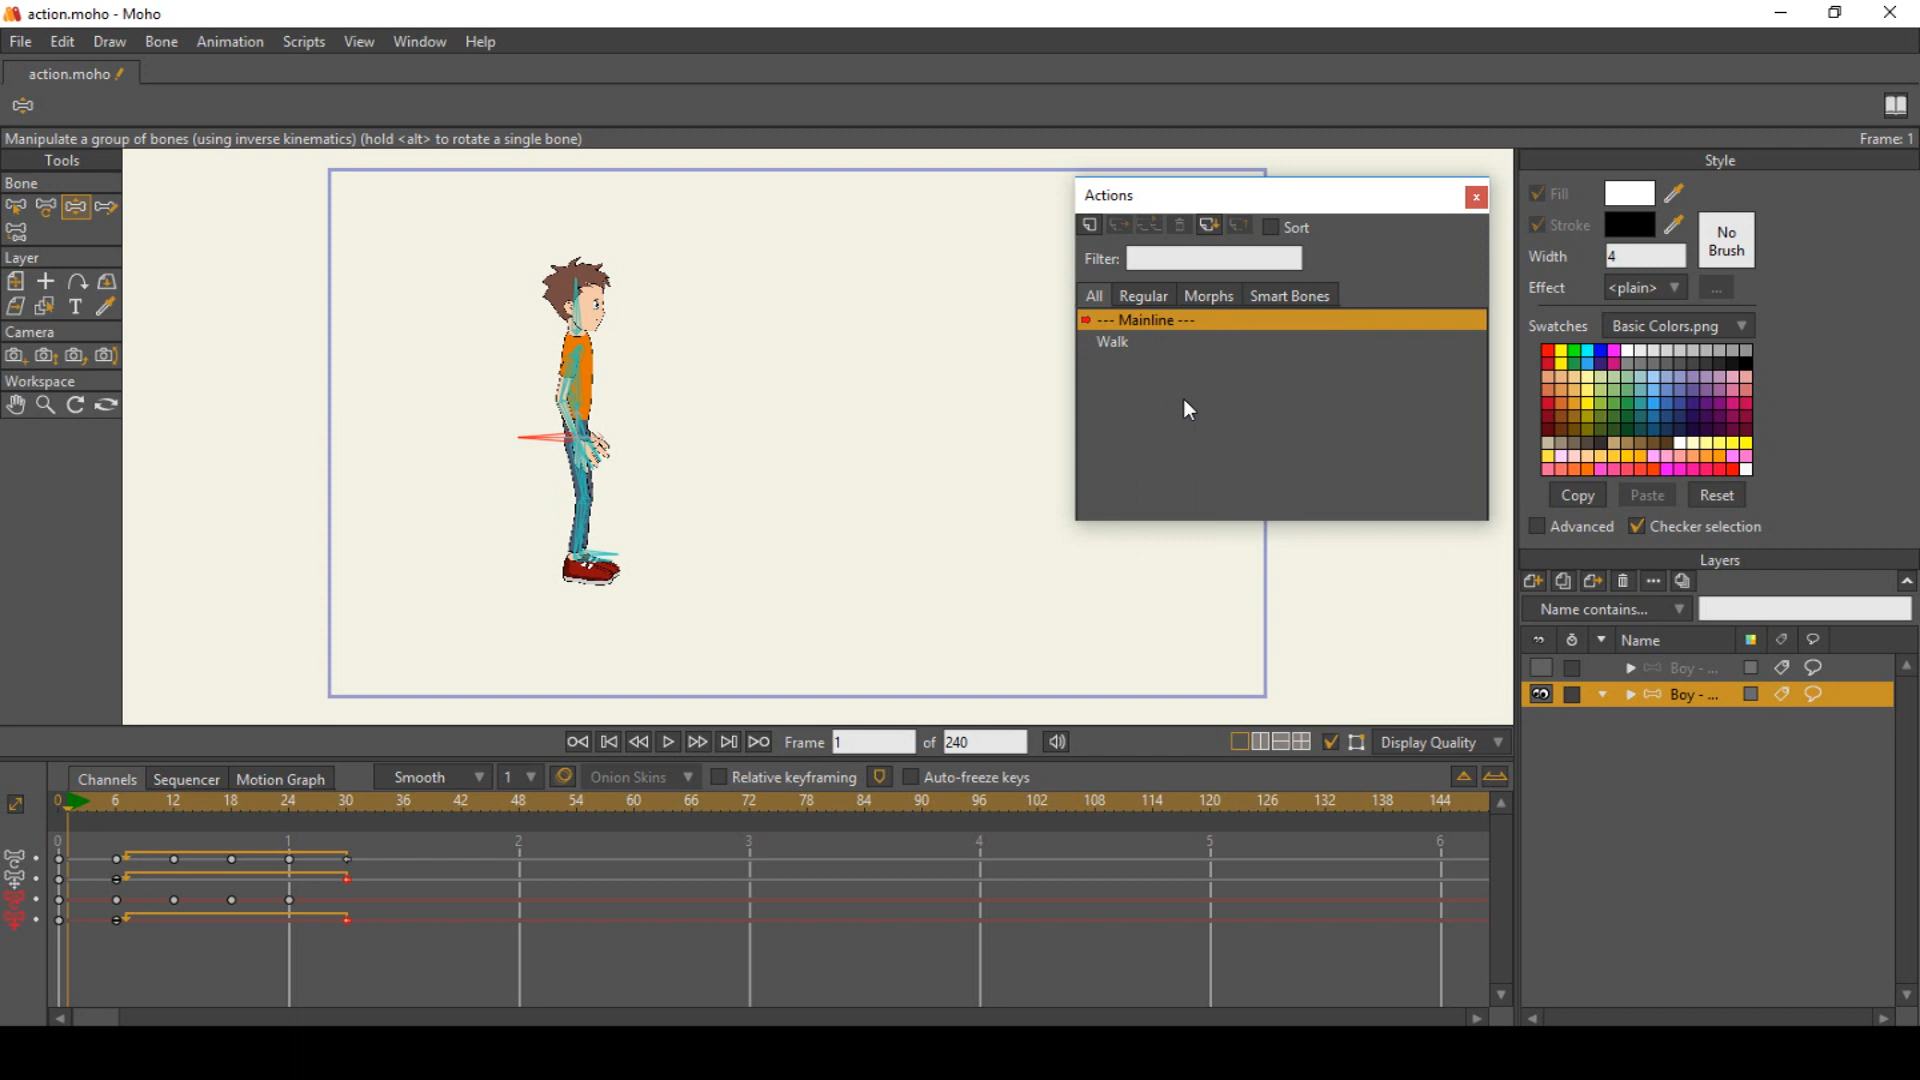 action.moho - Moho
File Edit Draw Bone Animation Scripts View Window Help
action.moho
Manipulate a group of bones (using inverse kinematics) (hold <alt> to rotate a single bone)
Frame: 1
Tools
Bone
Layer
T
Camera
Workspace
Actions
x
Sort
Filter:
All Regular Morphs Smart Bones
--- Mainline ---
Walk
Style
Fill
Stroke
No
Brush
Width 4
Effect <plain> ...
Swatches Basic Colors.png
Copy Paste Reset
Advanced Checker selection
Layers
Name contains...
Name
Boy - ...
Boy - ...
Frame 1 of 240
Display Quality
Channels Sequencer Motion Graph Smooth 1 Onion Skins Relative keyframing Auto-freeze keys
0 6 12 18 24 30 36 42 48 54 60 66 72 78 84 90 96 102 108 114 120 126 132 138 144
0 1 2 3 4 5 6